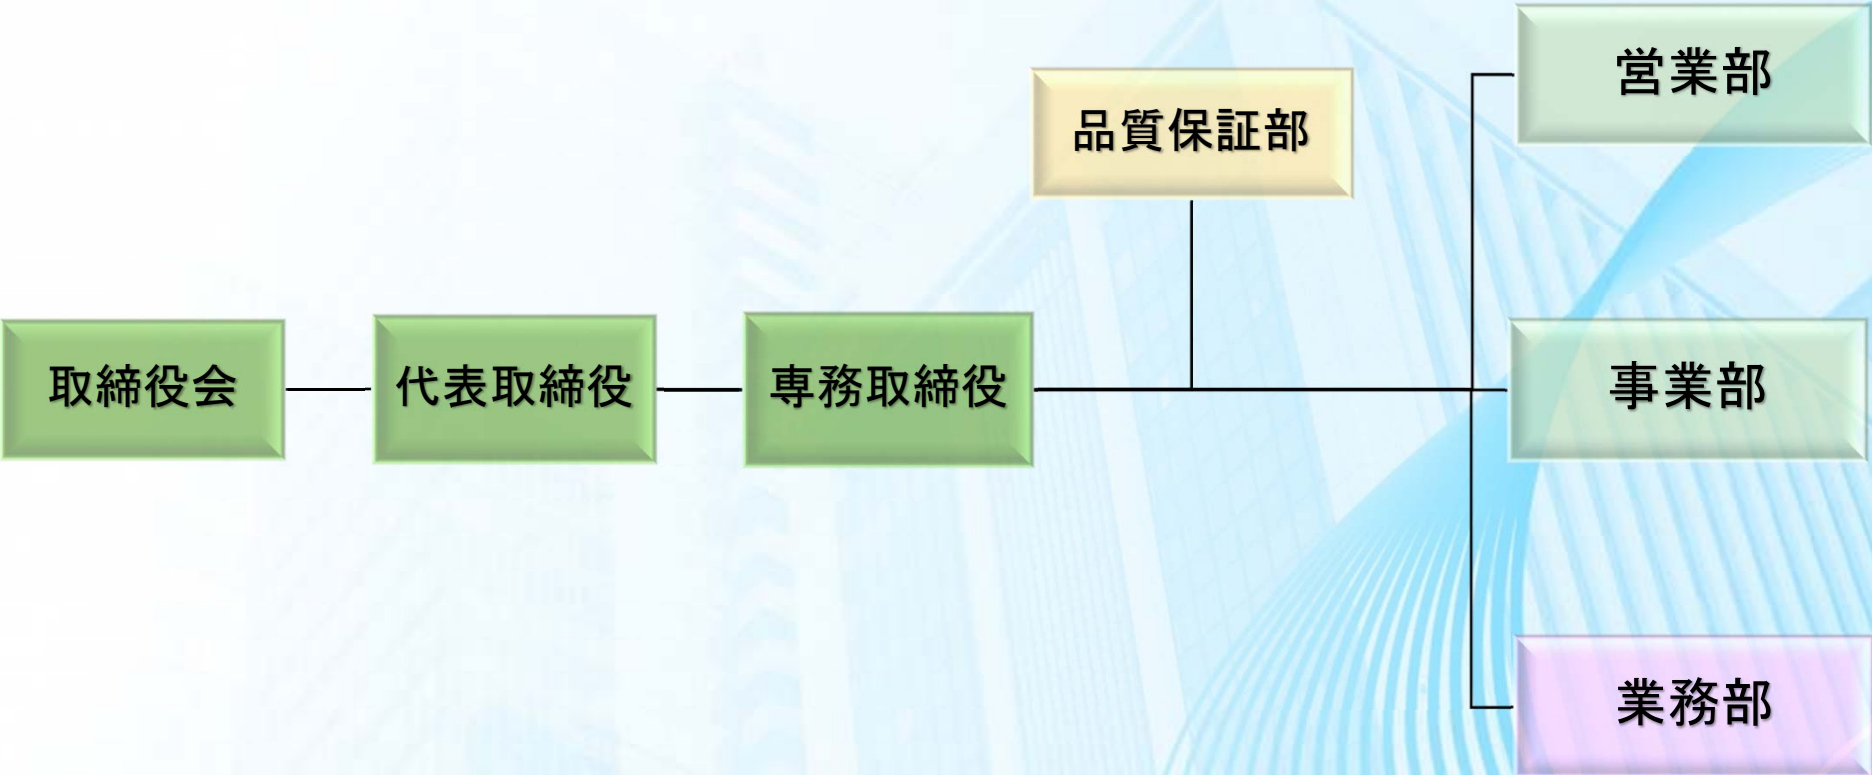 取締役会
代表取締役
専務取締役
品質保証部
営業部
事業部
業務部